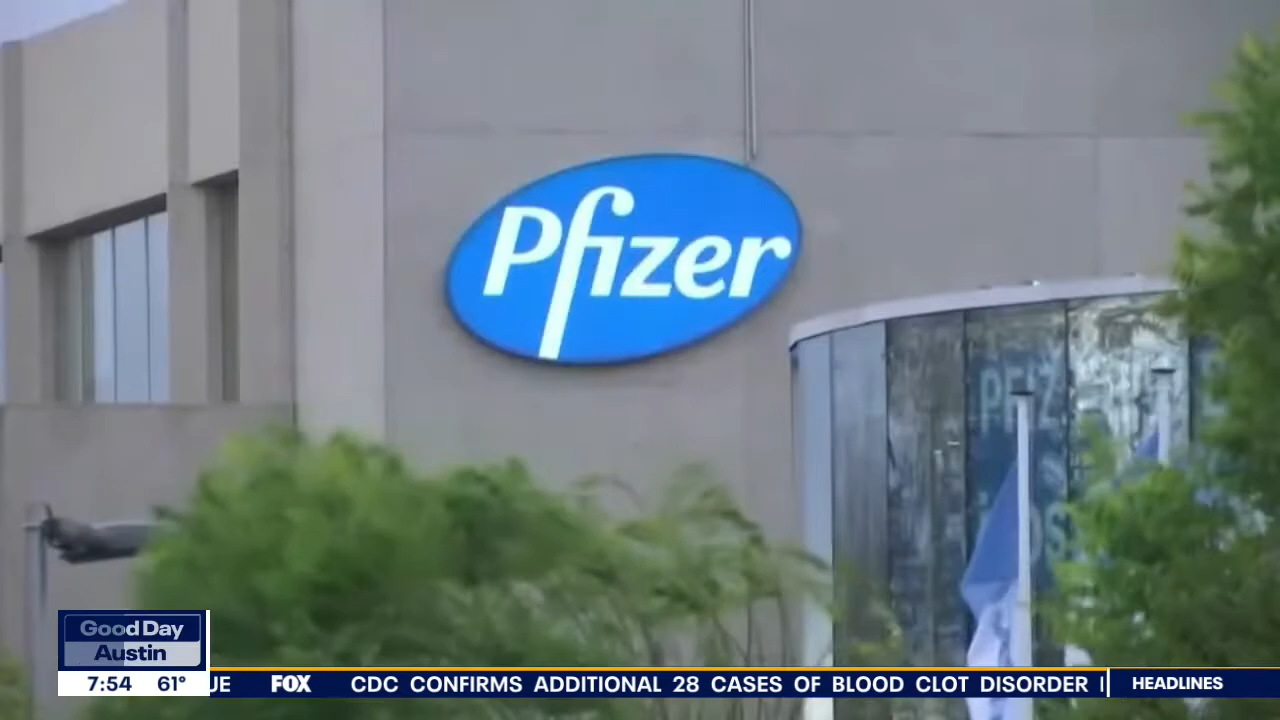 Pfizer
PFIZ
Good Day
Austin
7:54 61°
UE FOX CDC CONFIRMS ADDITIONAL 28 CASES OF BLOOD CLOT DISORDER HEADLINES